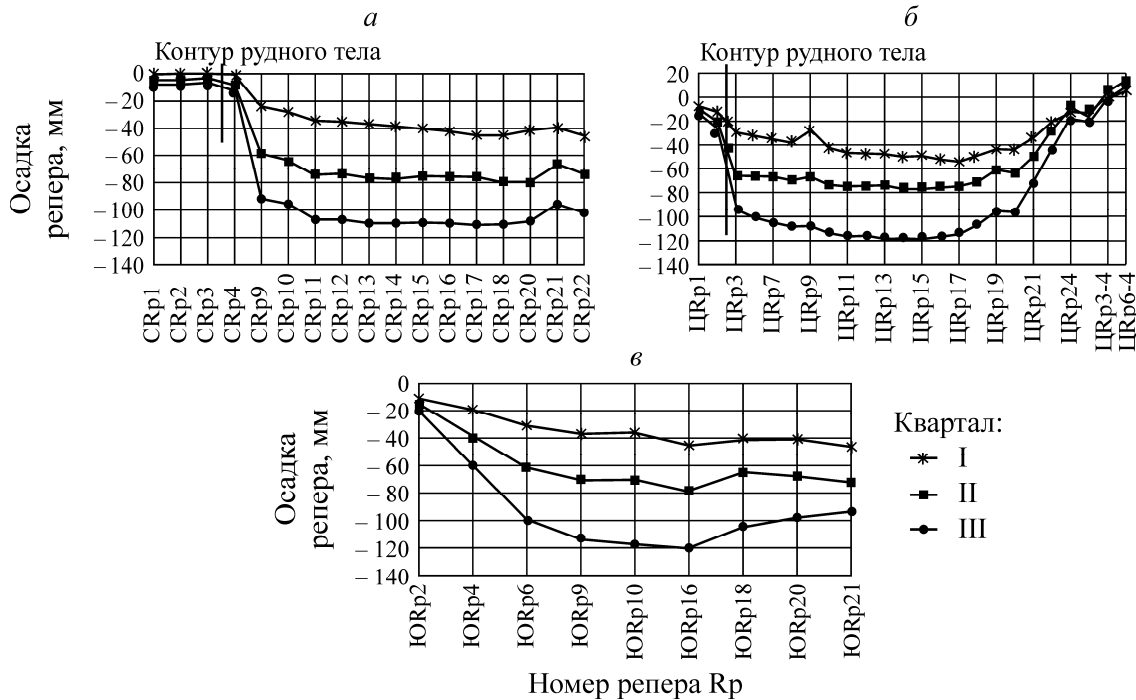 а
Контур рудного тела
Осадка
репера, мм
0
– 20
– 40
– 60
– 80
– 100
– 120
– 140
CRp1
CRp2
CRp3
CRp4
CRp9
CRp10
CRp11
CRp12
CRp13
CRp14
CRp15
CRp16
CRp17
CRp18
CRp20
CRp21
CRp22
б
Контур рудного тела
20
0
– 20
– 40
– 60
– 80
– 100
– 120
– 140
ЦRp1
ЦRp3
ЦRp7
ЦRp9
ЦRp11
ЦRp13
ЦRp15
ЦRp17
ЦRp19
ЦRp21
ЦRp24
ЦRp3-4
ЦRp6-4
в
Осадка
репера, мм
0
– 20
– 40
– 60
– 80
– 100
– 120
– 140
ЮRp2
ЮRp4
ЮRp6
ЮRp9
ЮRp10
ЮRp16
ЮRp18
ЮRp20
ЮRp21
Номер репера Rp
Квартал:
I
II
III